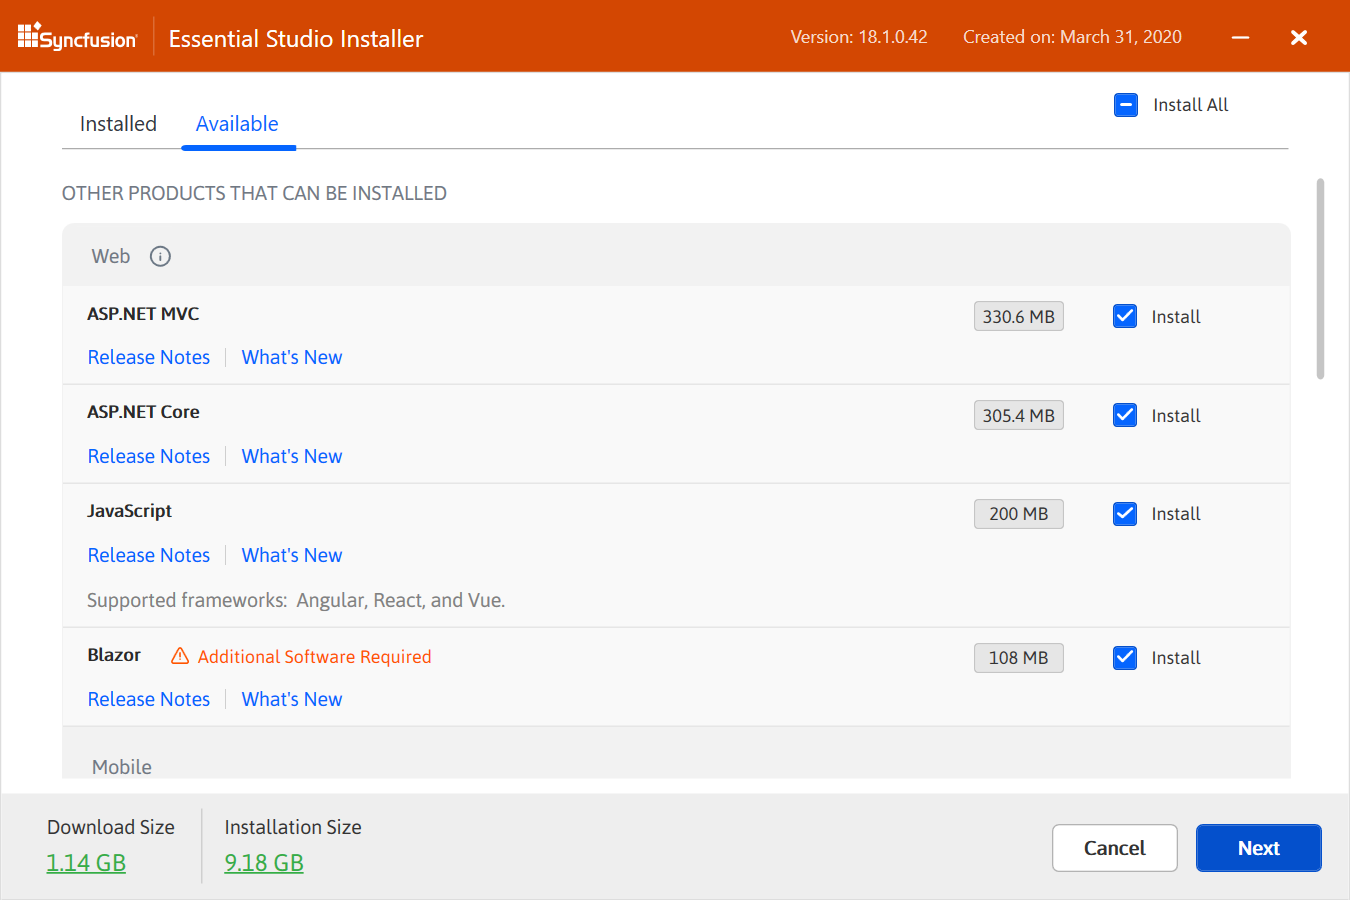 Syncfusion Essential Studio Installer Version: 18.1.0.42 Created on: March 31, 2020
Install All
Installed Available
OTHER PRODUCTS THAT CAN BE INSTALLED
Web
ASP.NET MVC 330.6 MB Install
Release Notes What's New
ASP.NET Core 305.4 MB Install
Release Notes What's New
JavaScript 200 MB Install
Release Notes What's New
Supported frameworks: Angular, React, and Vue.
Blazor Additional Software Required 108 MB Install
Release Notes What's New
Mobile
Download Size Installation Size
1.14 GB 9.18 GB
Cancel Next